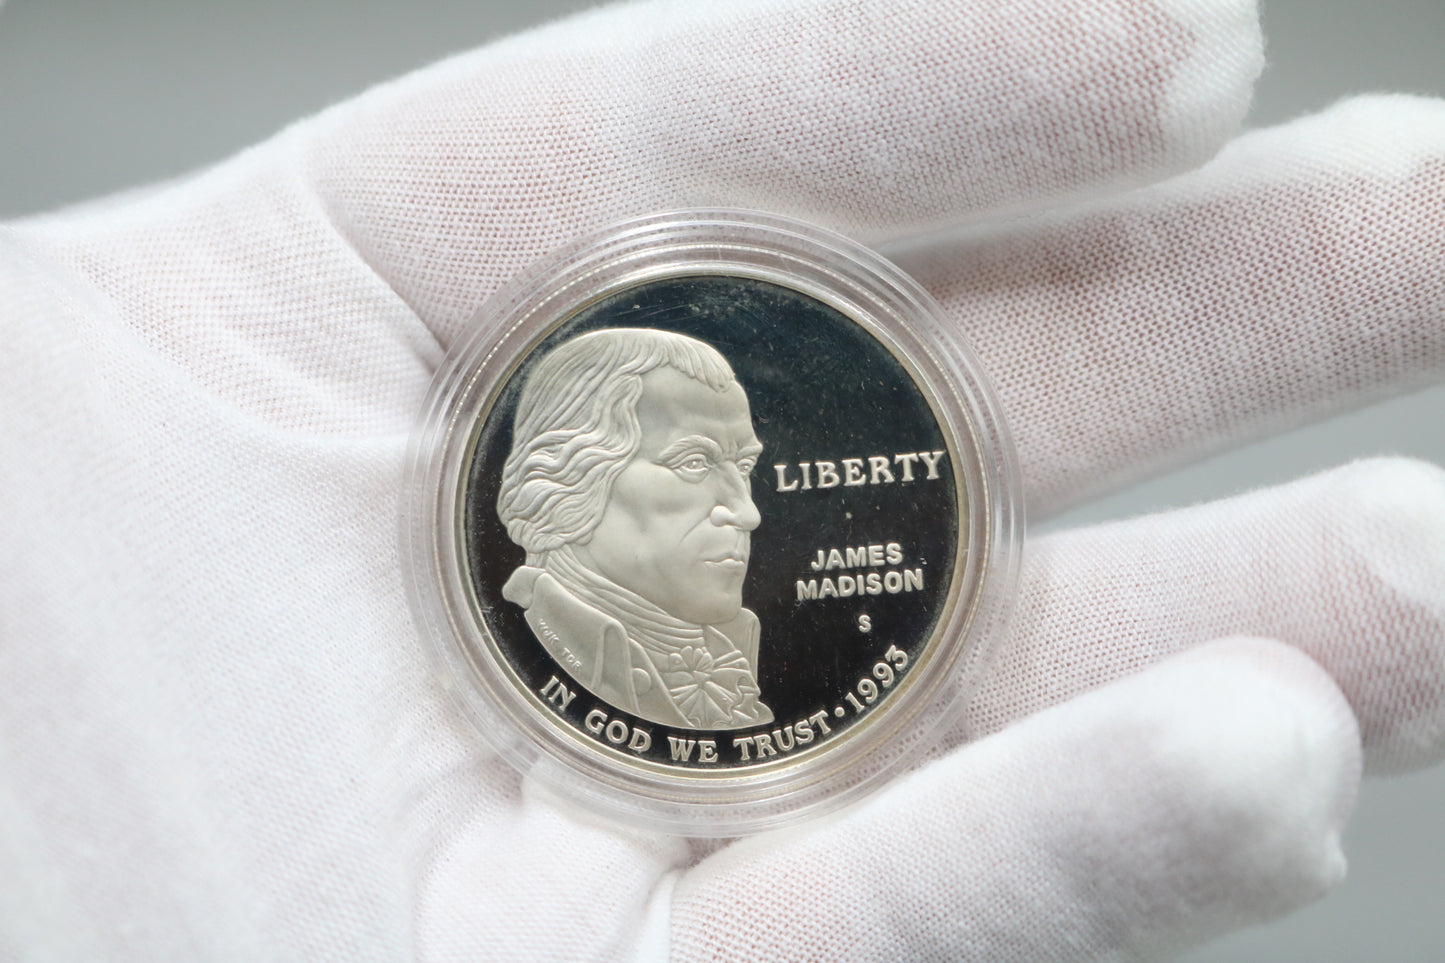 LIBERTY
JAMES
MADISON
S
IN GOD WE TRUST • 1993